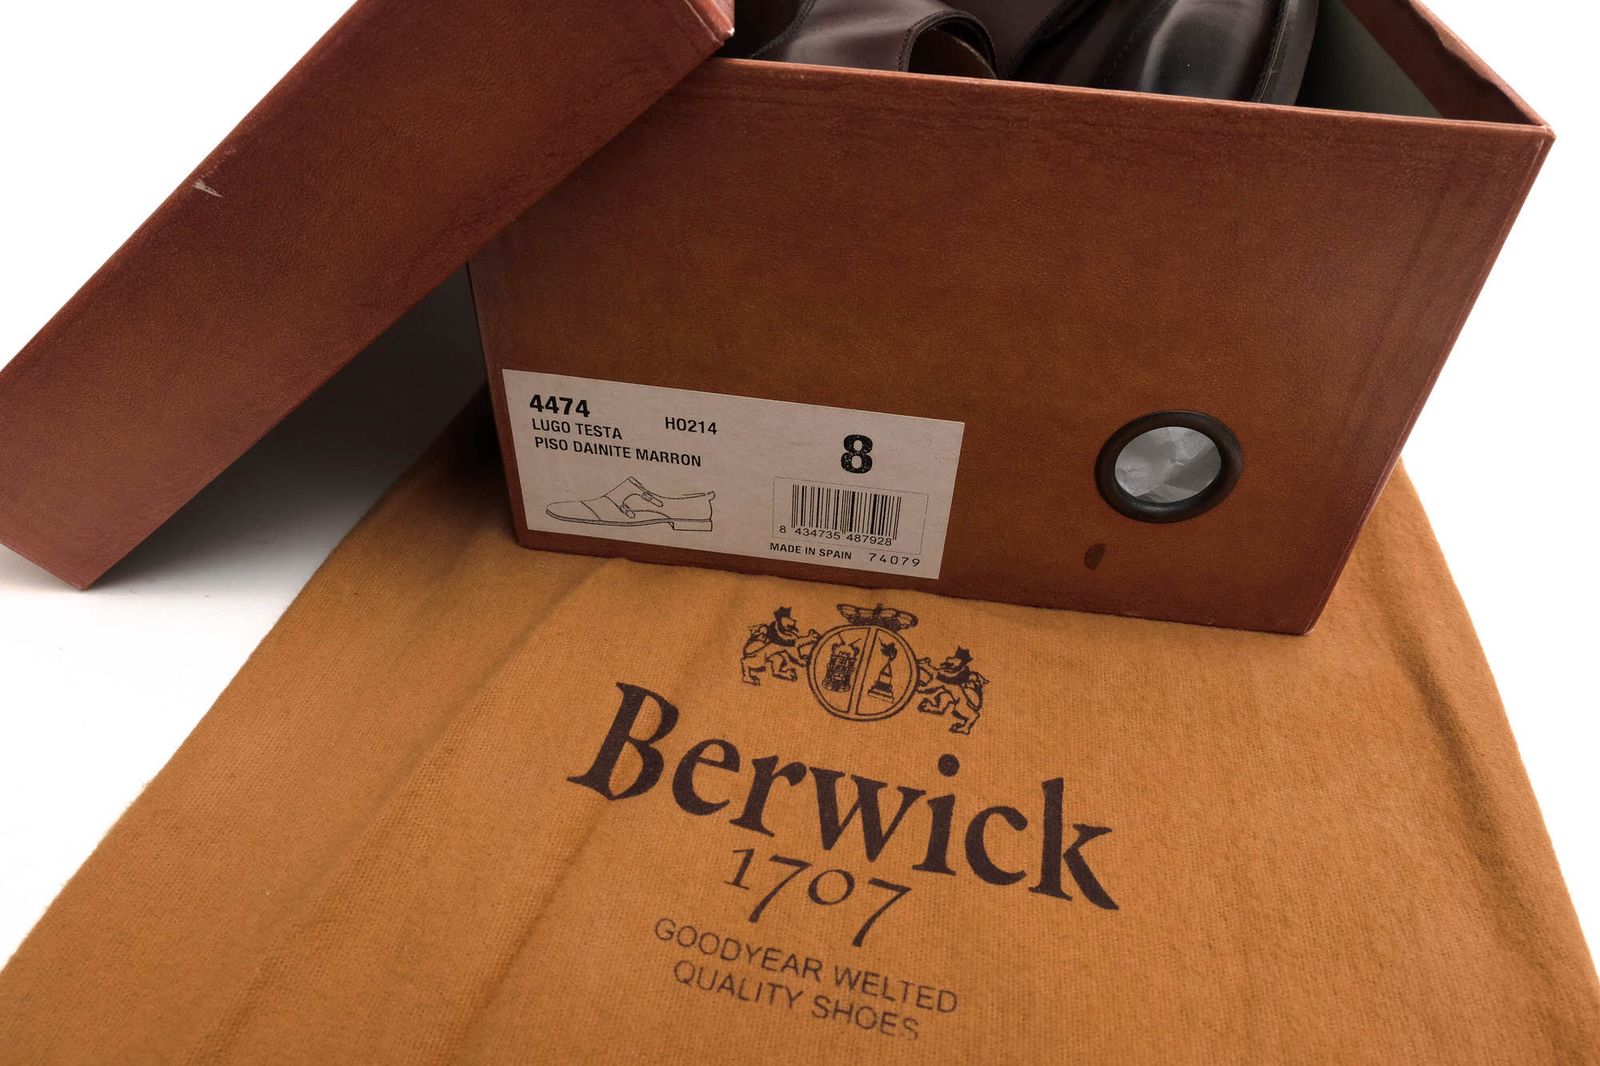 4474
LUGO TESTA HO214
PISO DAINITE MARRON
8
8 434735 487928
MADE IN SPAIN 74079
Berwick
1707
GOODYEAR WELTED
QUALITY SHOES